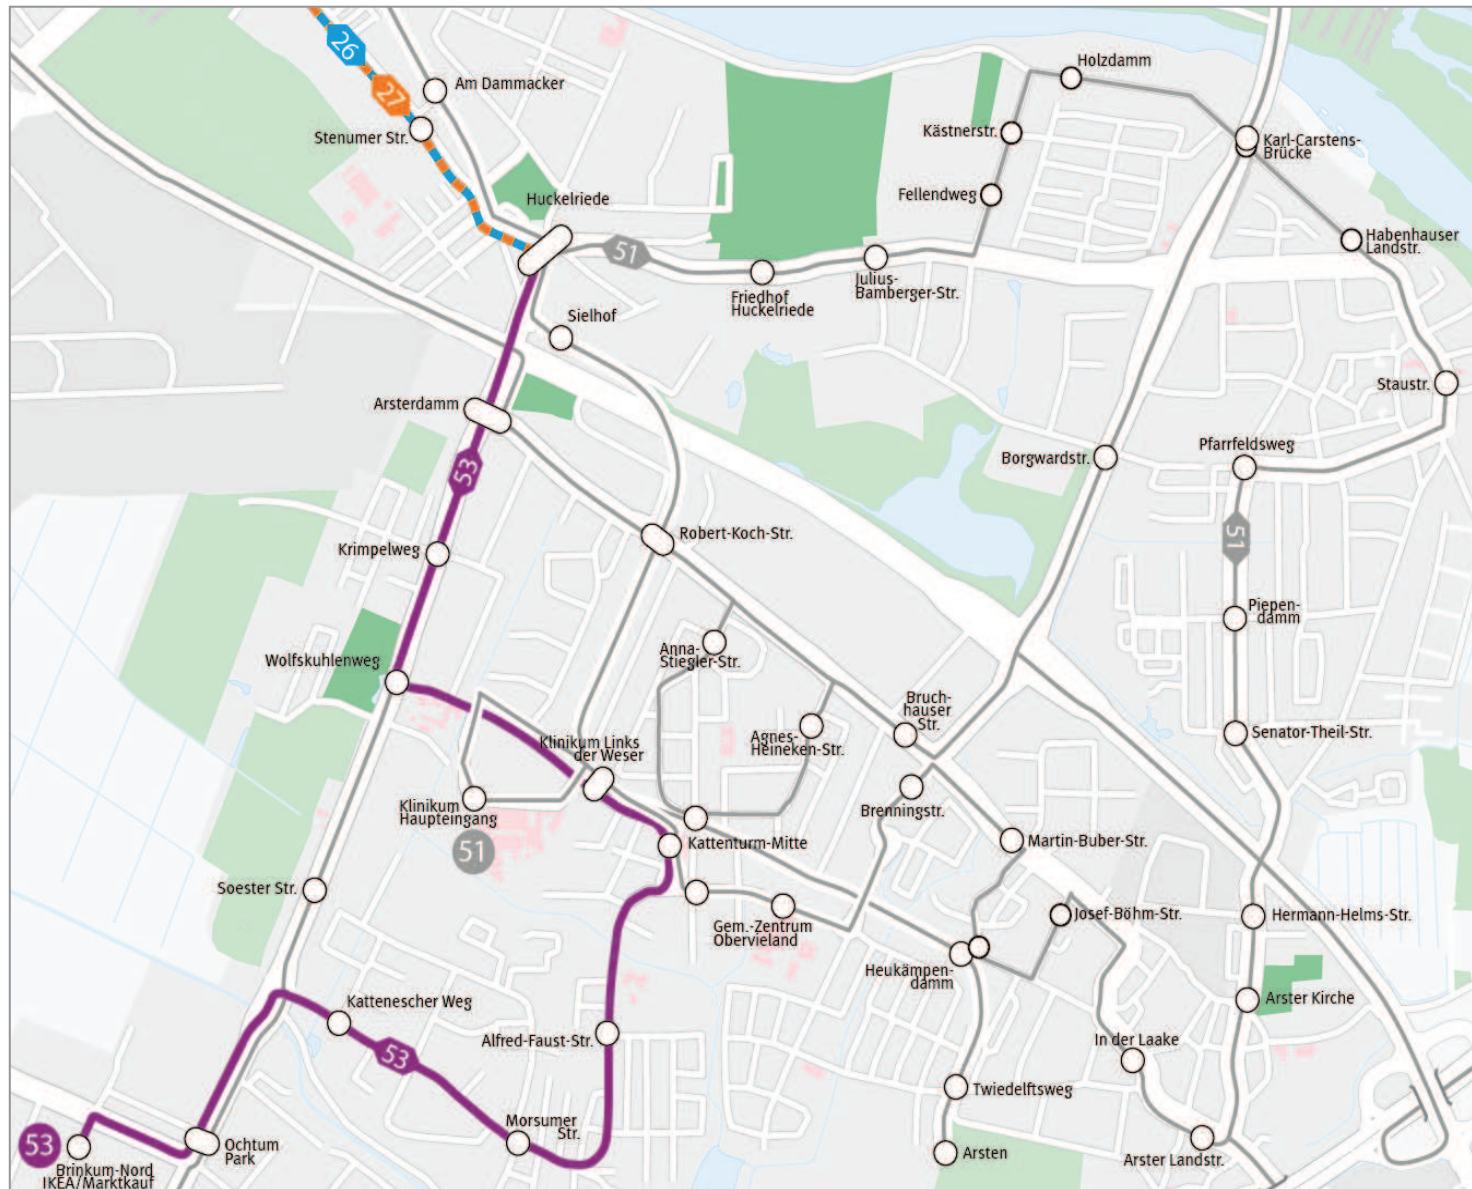 26
27
Am Dammacker
Stenumer Str.
Holzdamm
Kästnerstr.
Karl-Carstens-
Brücke
Fellendweg
Huckelriede
51
Habenhauser
Landstr.
Friedhof
Huckelriede
Julius-
Bamberger-Str.
Sielhof
Staustr.
Arsterdamm
Pfarrfeldsweg
Borgwardstr.
53
Robert-Koch-Str.
51
Krimpelweg
Piepen-
damm
Anna-
Stiegler-Str.
Wolfskuhlenweg
Bruch-
hauser
Str.
Agnes-
Heineken-Str.
Senator-Theil-Str.
Klinikum Links
der Weser
Klinikum
Haupteingang
Brenningstr.
51
Kattenturm-Mitte
Martin-Buber-Str.
Soester Str.
Gem.-Zentrum
Obervieland
Josef-Böhm-Str.
Hermann-Helms-Str.
Heukämpen-
damm
Kattenescher Weg
Arster Kirche
Alfred-Faust-Str.
In der Laake
53
Twiedelftsweg
Morsumer
Str.
53
Ochtum
Park
Arsten
Arster Landstr.
Brinkum-Nord
IKEA/Marktkauf